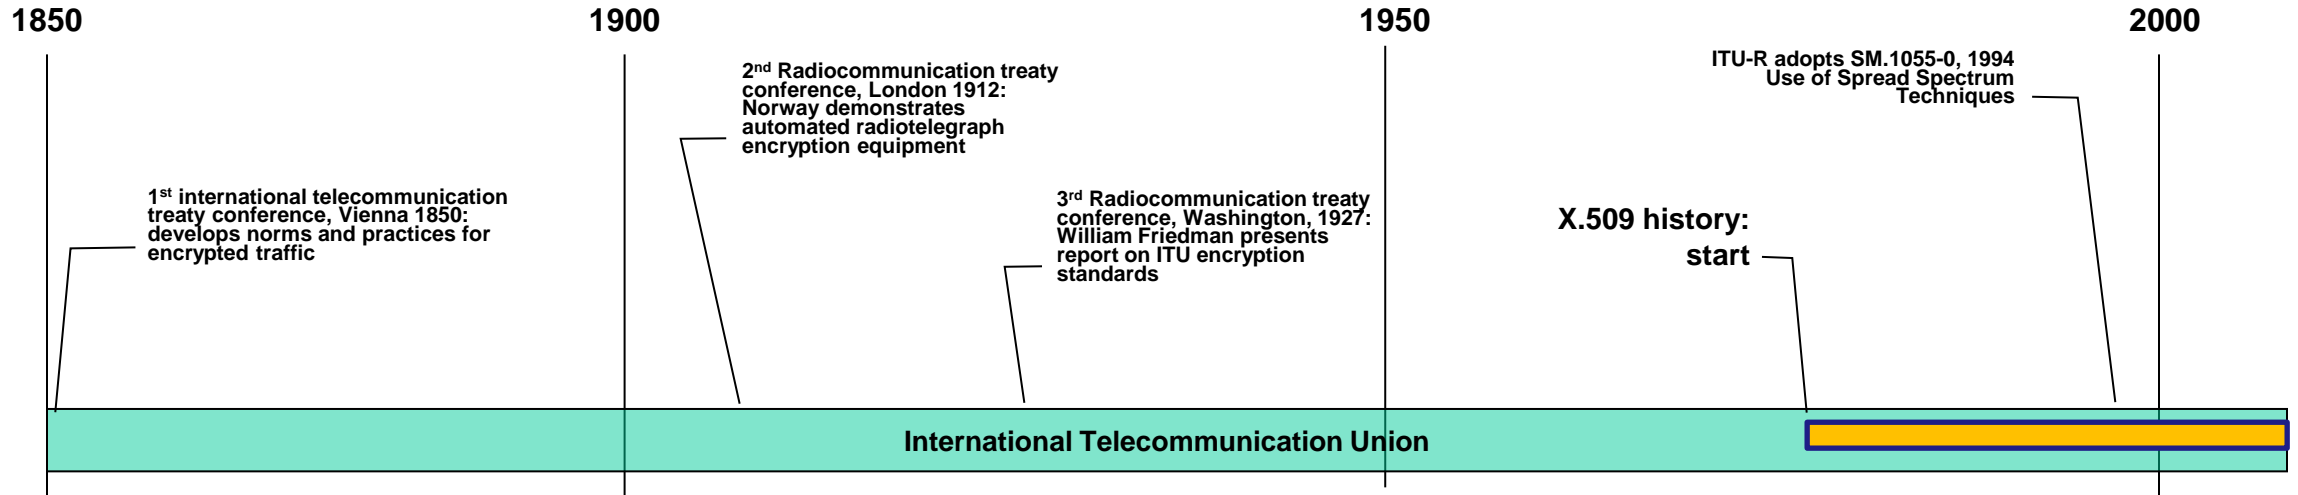 1850
1900
1950
2000
ITU-R adopts SM.1055-0, 1994
Use of Spread Spectrum
Techniques
2nd Radiocommunication treaty
conference, London 1912:
Norway demonstrates
automated radiotelegraph
encryption equipment
1st international telecommunication
treaty conference, Vienna 1850:
develops norms and practices for
encrypted traffic
3rd Radiocommunication treaty
conference, Washington, 1927:
William Friedman presents
report on ITU encryption
standards
X.509 history:
start
International Telecommunication Union